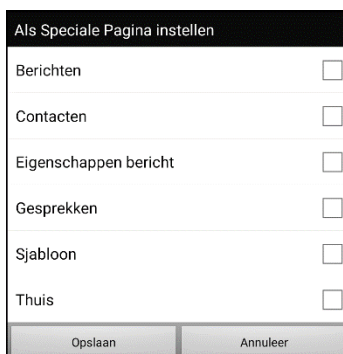 Als Speciale Pagina instellen
Berichten
Contacten
Eigenschappen bericht
Gesprekken
Sjabloon
Thuis
Opslaan Annuleer